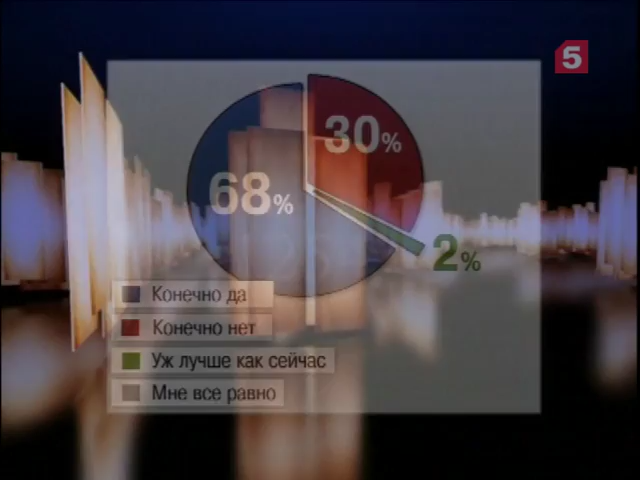 5
30%
68%
2%
Конечно да
Конечно нет
Уж лучше как сейчас
Мне все равно